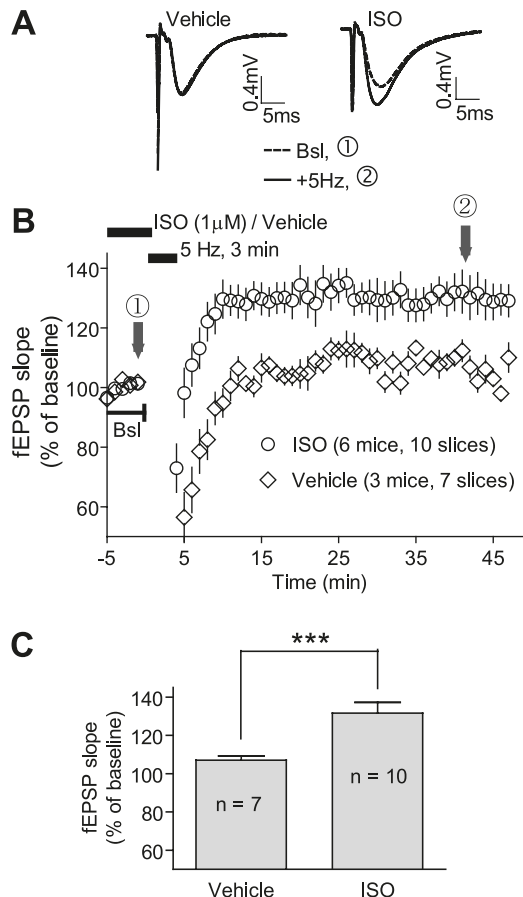 A
Vehicle
ISO
0.4mV
5ms
0.4mV
5ms
Bsl, ①
+5Hz, ②
B
ISO (1μM) / Vehicle
5 Hz, 3 min
①
②
fEPSP slope
(% of baseline)
140
120
100
80
60
Bsl
ISO (6 mice, 10 slices)
Vehicle (3 mice, 7 slices)
-5
5
15
25
35
45
Time (min)
C
***
fEPSP slope
(% of baseline)
140
120
100
80
60
n = 7
n = 10
Vehicle
ISO